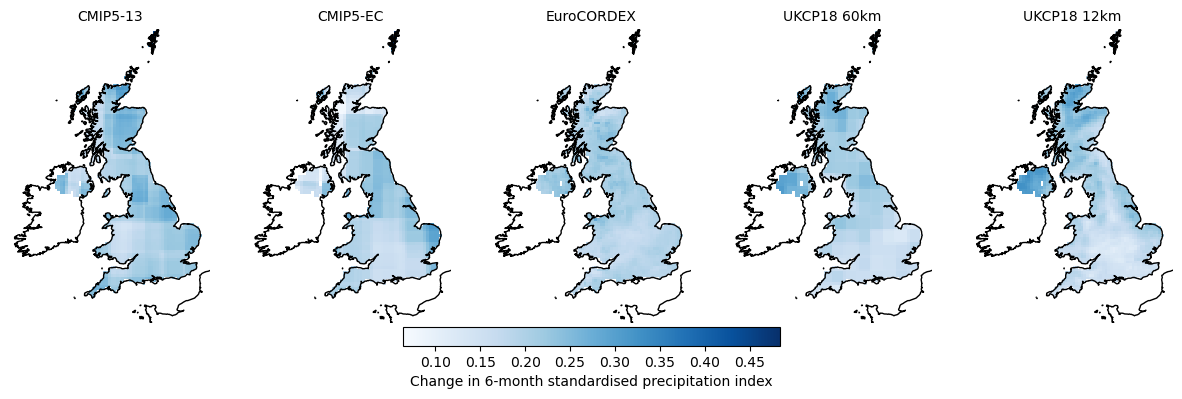 CMIP5-13 CMIP5-EC EuroCORDEX UKCP18 60km UKCP18 12km
0.10 0.15 0.20 0.25 0.30 0.35 0.40 0.45
Change in 6-month standardised precipitation index